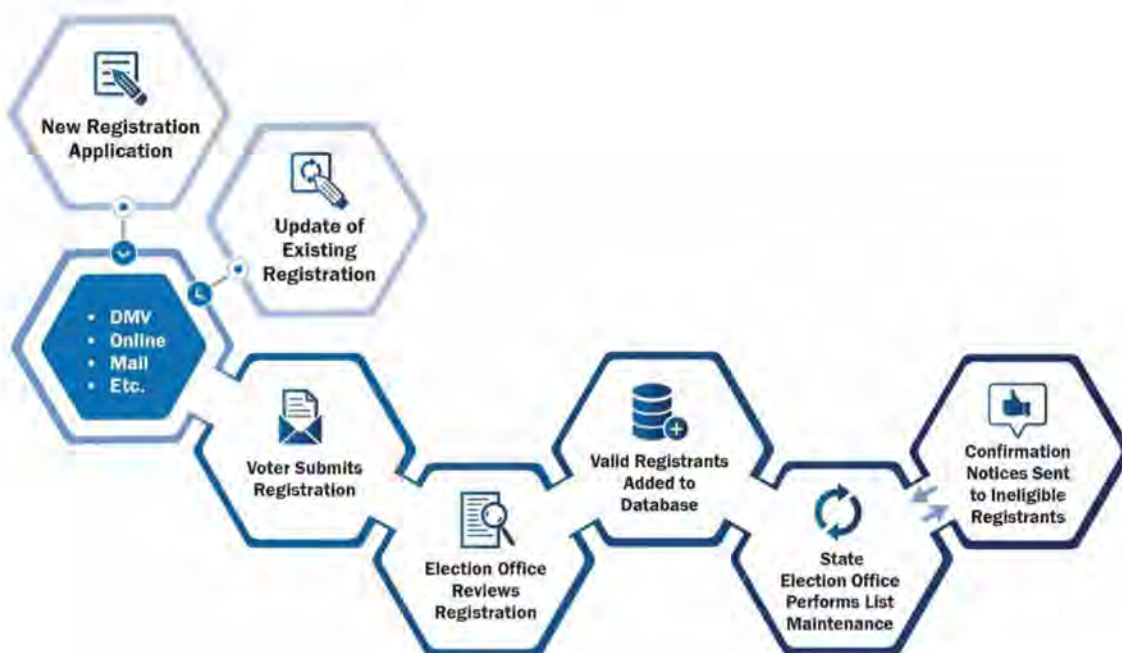 New Registration
Application
Update of
Existing
Registration
• DMV
• Online
• Mail
• Etc.
Voter Submits
Registration
Election Office
Reviews
Registration
Valid Registrants
Added to
Database
State
Election Office
Performs List
Maintenance
Confirmation
Notices Sent
to Ineligible
Registrants